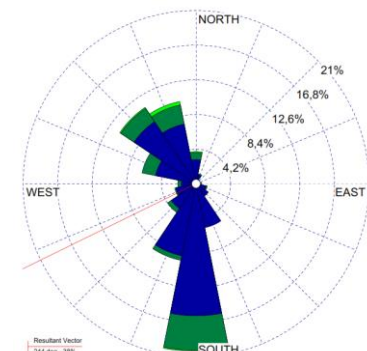 NORTH
21%
16,8%
12,6%
8,4%
4,2%
WEST
EAST
SOUTH
Resultant Vector